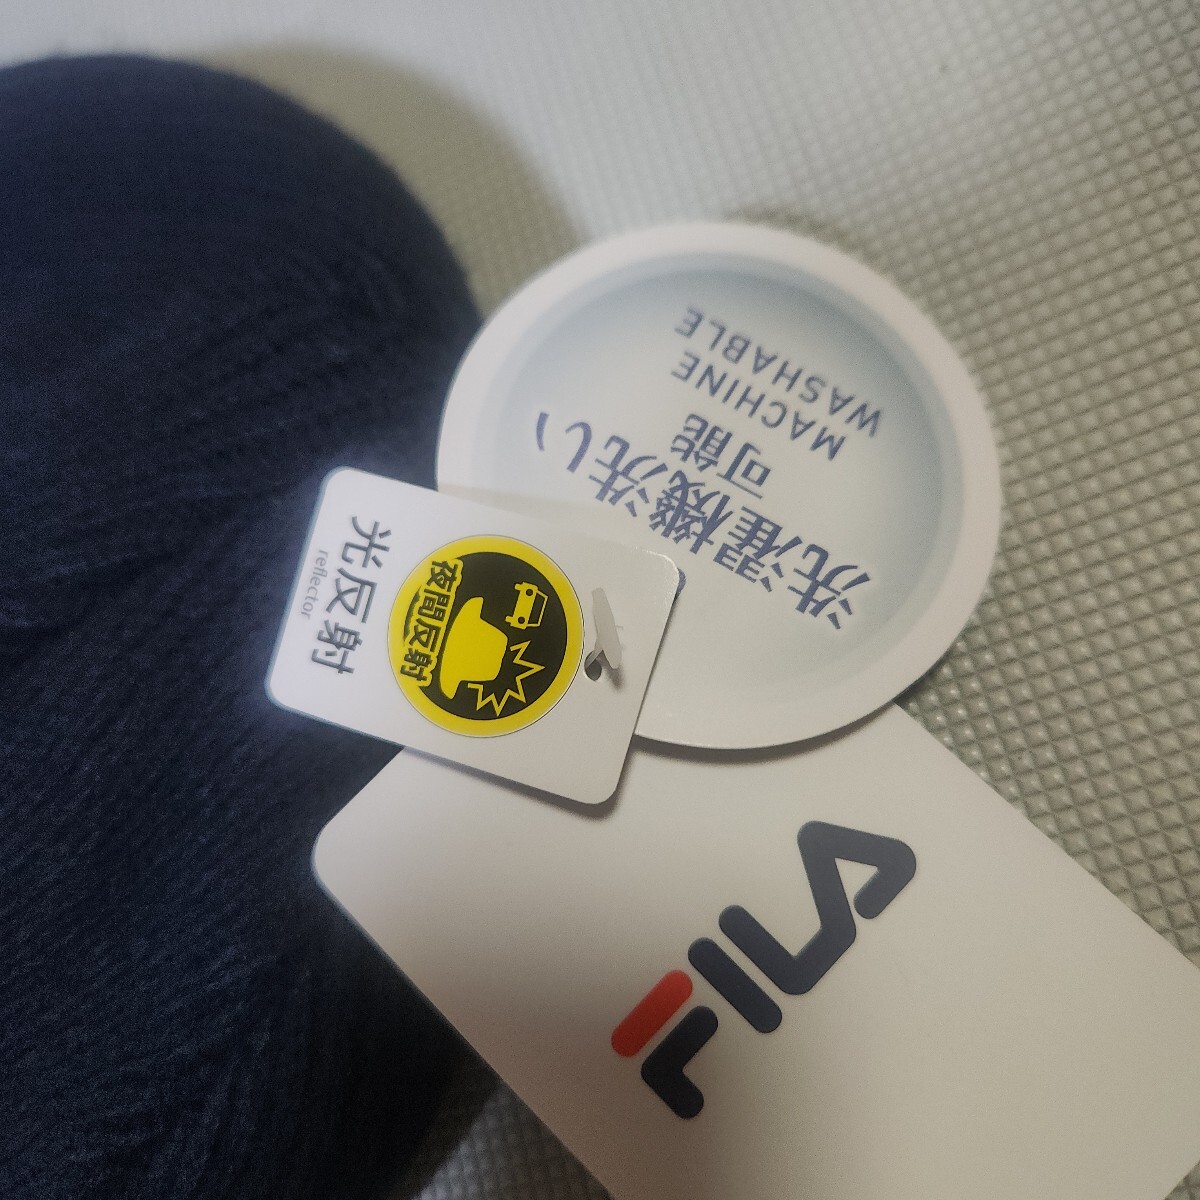 洗濯機洗い
可能
MACHINE
WASHABLE
夜間反射
光反射
reflector
FILA